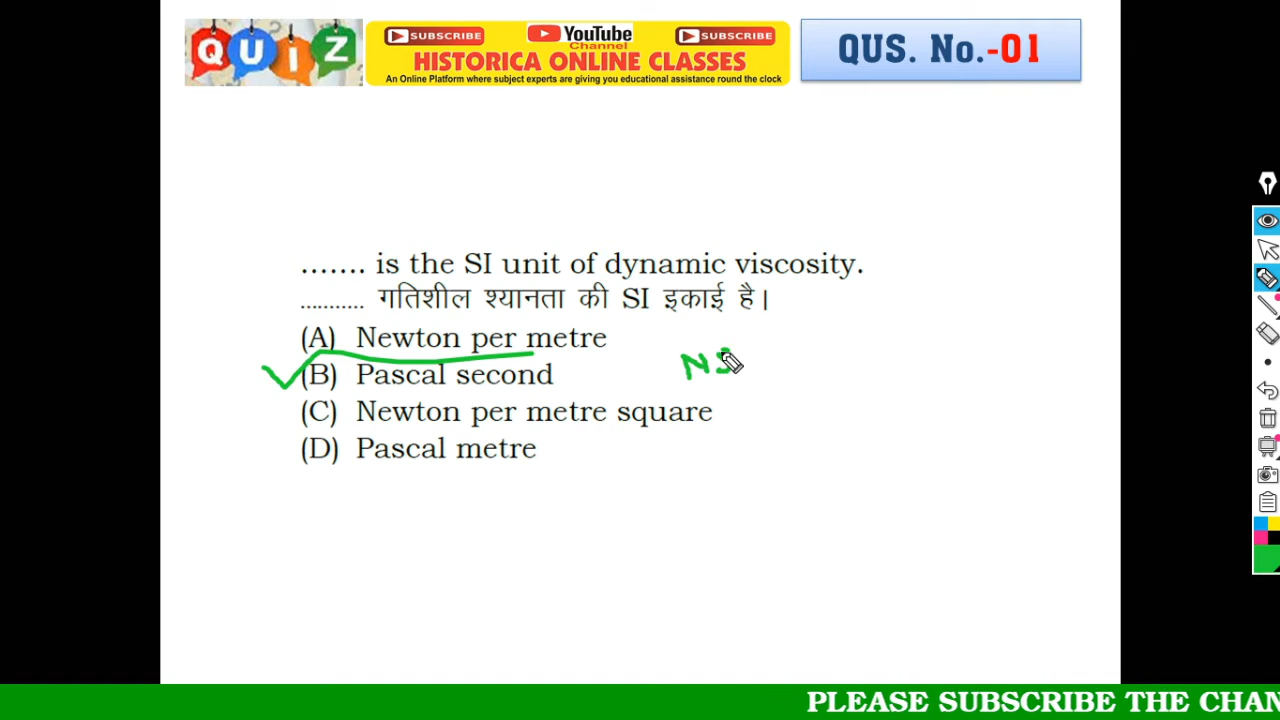 QUIZ
SUBSCRIBE
YouTube
Channel
SUBSCRIBE
HISTORICA ONLINE CLASSES
An Online Platform where subject experts are giving you educational assistance round the clock
QUS. No.-01
....... is the SI unit of dynamic viscosity.
........... गतिशील श्यानता की SI इकाई है।
(A) Newton per metre
(B) Pascal second
NS
(C) Newton per metre square
(D) Pascal metre
PLEASE SUBSCRIBE THE CHAN